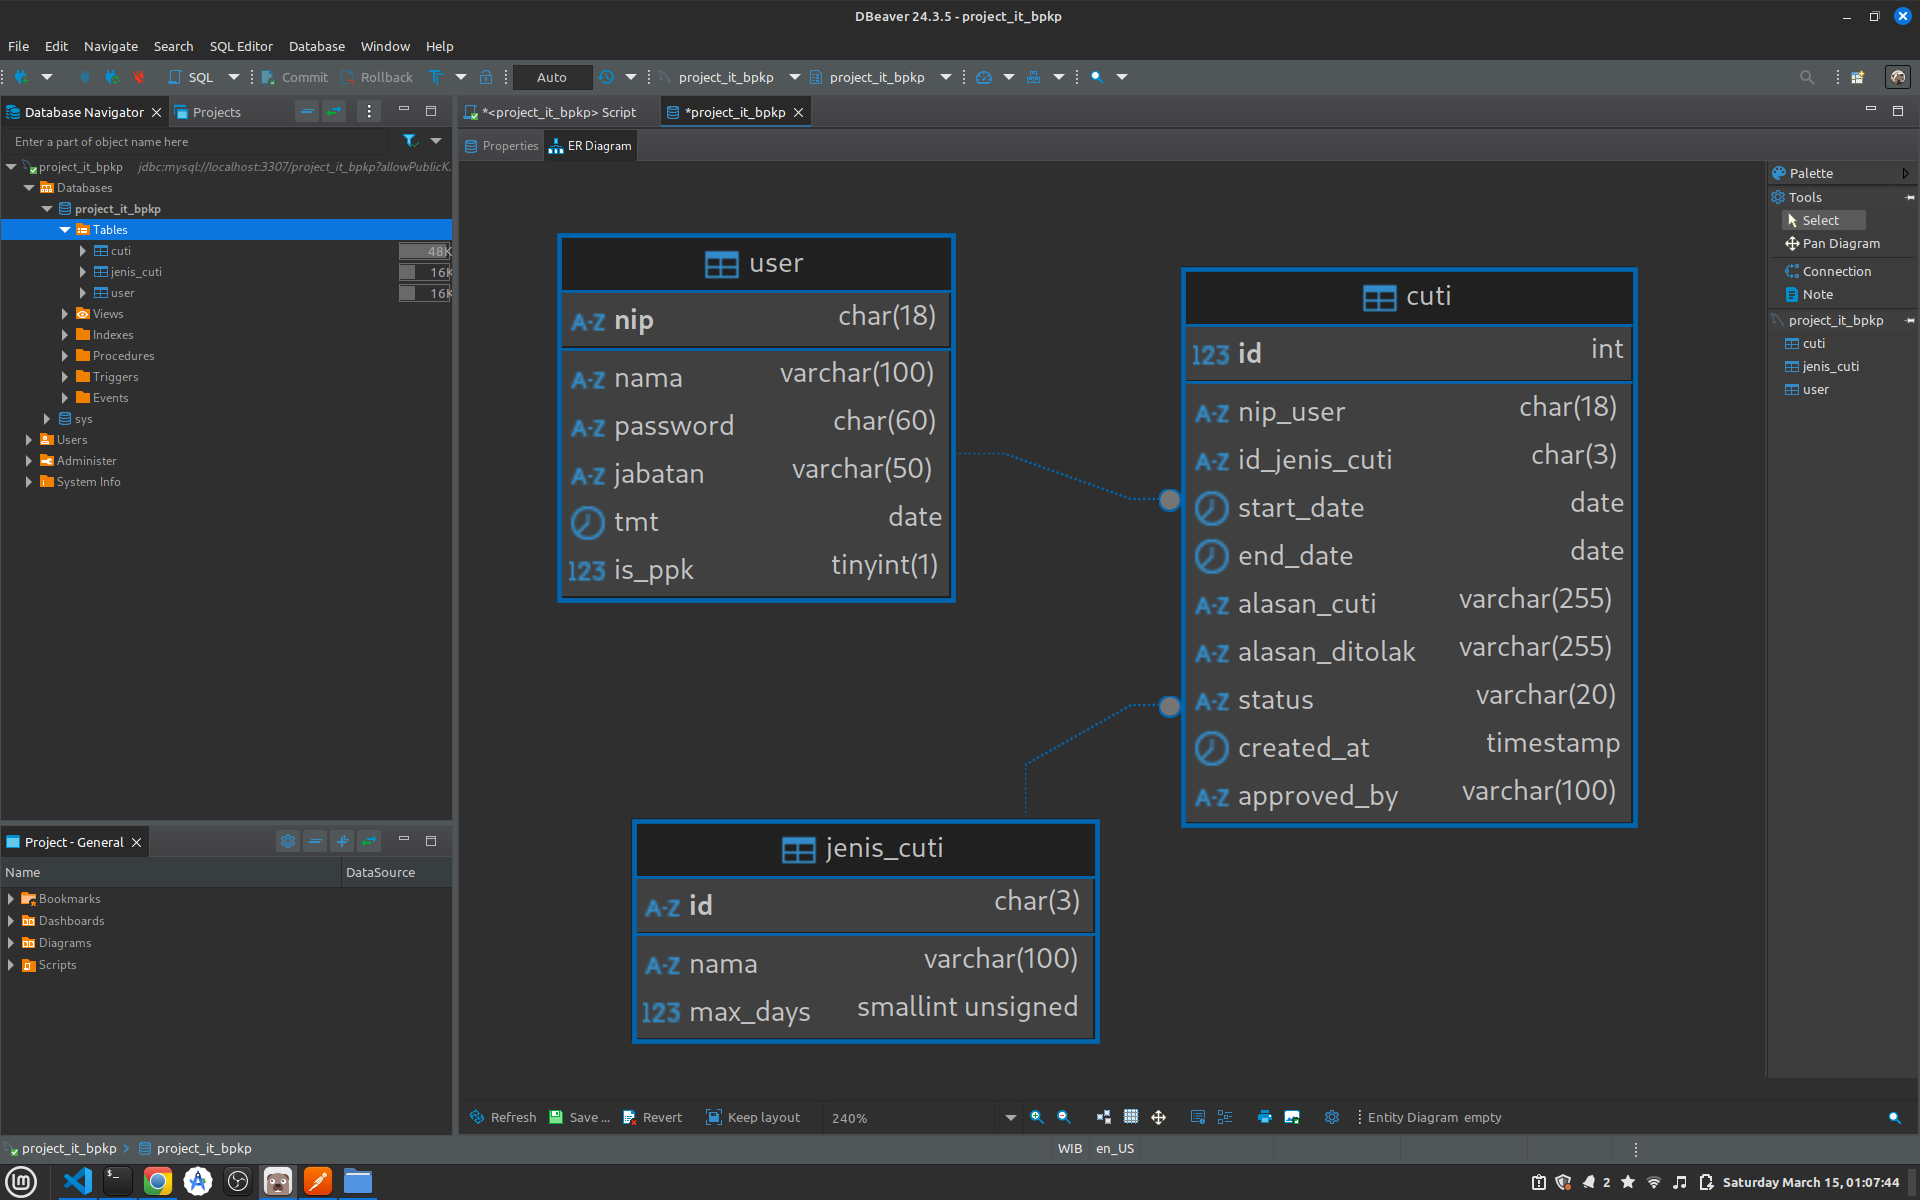 DBeaver 24.3.5 - project_it_bpkp
File Edit Navigate Search SQL Editor Database Window Help
SQL Commit Rollback Auto project_it_bpkp project_it_bpkp
Database Navigator Projects
Enter a part of object name here
project_it_bpkp jdbc:mysql://localhost:3307/project_it_bpkp?allowPublicK
Databases
project_it_bpkp
Tables
cuti 48K
jenis_cuti 16K
user 16K
Views
Indexes
Procedures
Triggers
Events
sys
Users
Administer
System Info
Project - General
Name DataSource
Bookmarks
Dashboards
Diagrams
Scripts
*<project_it_bpkp> Script *project_it_bpkp
Properties ER Diagram
user
A-Z nip char(18)
A-Z nama varchar(100)
A-Z password char(60)
A-Z jabatan varchar(50)
tmt date
123 is_ppk tinyint(1)
cuti
123 id int
A-Z nip_user char(18)
A-Z id_jenis_cuti char(3)
start_date date
end_date date
A-Z alasan_cuti varchar(255)
A-Z alasan_ditolak varchar(255)
A-Z status varchar(20)
created_at timestamp
A-Z approved_by varchar(100)
jenis_cuti
A-Z id char(3)
A-Z nama varchar(100)
123 max_days smallint unsigned
Palette
Tools
Select
Pan Diagram
Connection
Note
project_it_bpkp
cuti
jenis_cuti
user
Refresh Save ... Revert Keep layout 240% Entity Diagram empty
project_it_bpkp project_it_bpkp WIB en_US
2 Saturday March 15, 01:07:44